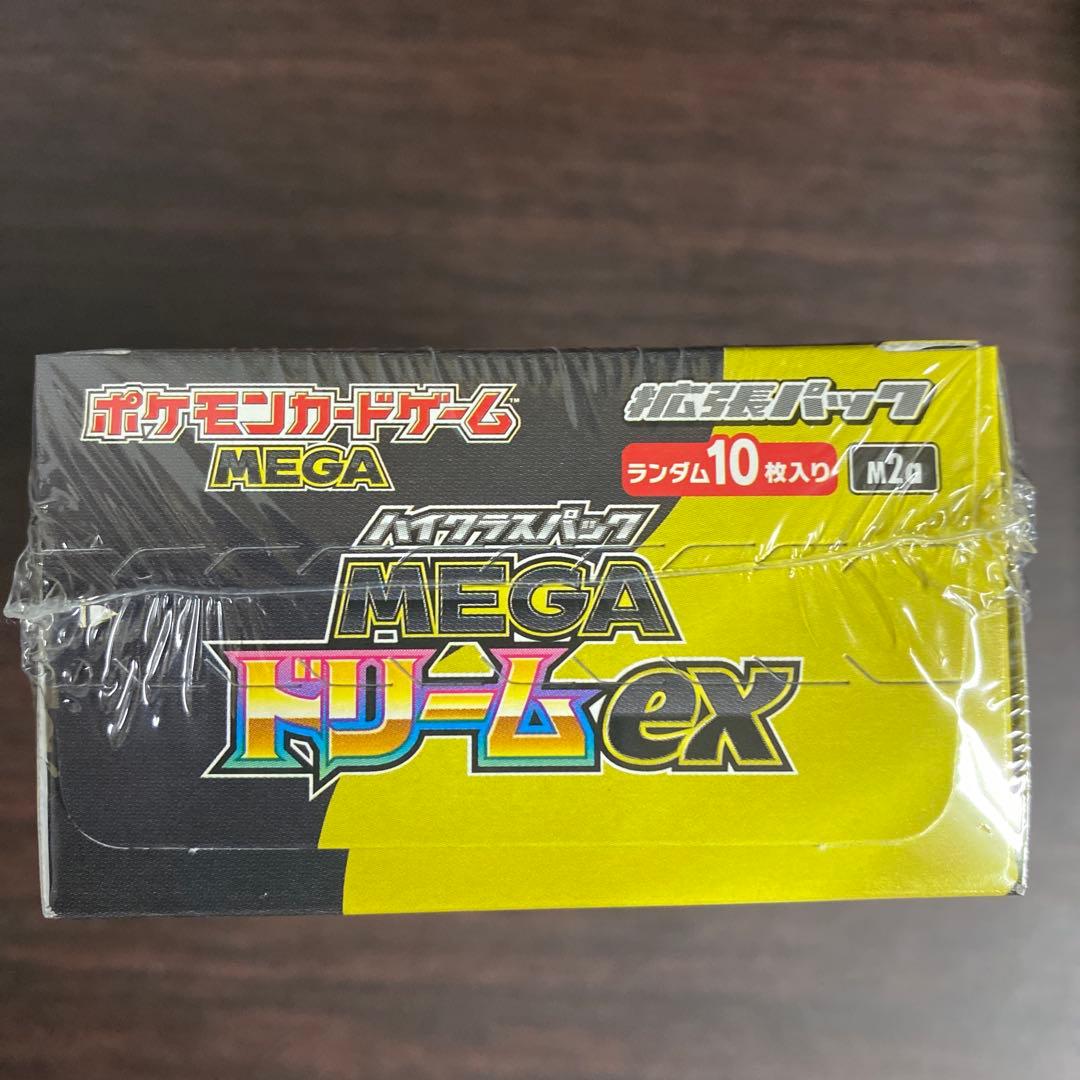 ポケモンカードゲーム™
MEGA
拡張パック
ランダム10枚入り
M2a
ハイクラスパック
MEGA
ドリームex